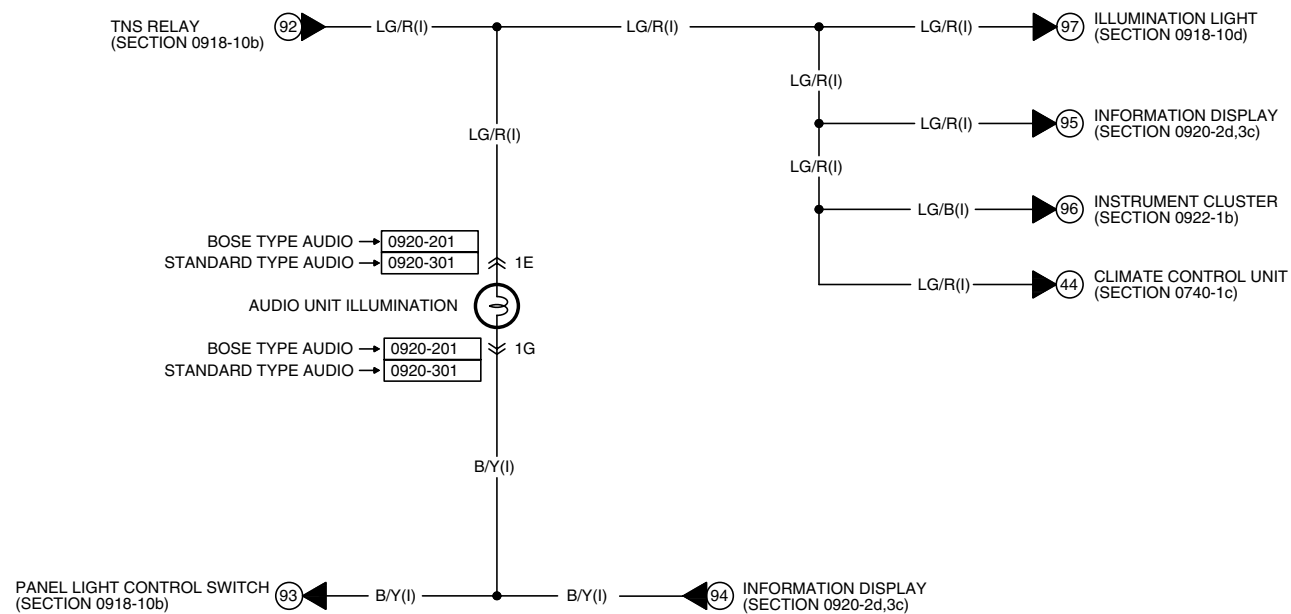 TNS RELAY
(SECTION 0918-10b)
92
LG/R(I)
LG/R(I)
LG/R(I)
97
ILLUMINATION LIGHT
(SECTION 0918-10d)
LG/R(I)
LG/R(I)
LG/R(I)
95
INFORMATION DISPLAY
(SECTION 0920-2d,3c)
LG/R(I)
LG/B(I)
96
INSTRUMENT CLUSTER
(SECTION 0922-1b)
BOSE TYPE AUDIO
0920-201
STANDARD TYPE AUDIO
0920-301
1E
LG/R(I)
44
CLIMATE CONTROL UNIT
(SECTION 0740-1c)
AUDIO UNIT ILLUMINATION
BOSE TYPE AUDIO
0920-201
1G
STANDARD TYPE AUDIO
0920-301
B/Y(I)
PANEL LIGHT CONTROL SWITCH
(SECTION 0918-10b)
93
B/Y(I)
B/Y(I)
94
INFORMATION DISPLAY
(SECTION 0920-2d,3c)